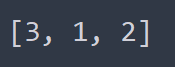 [3, 1, 2]